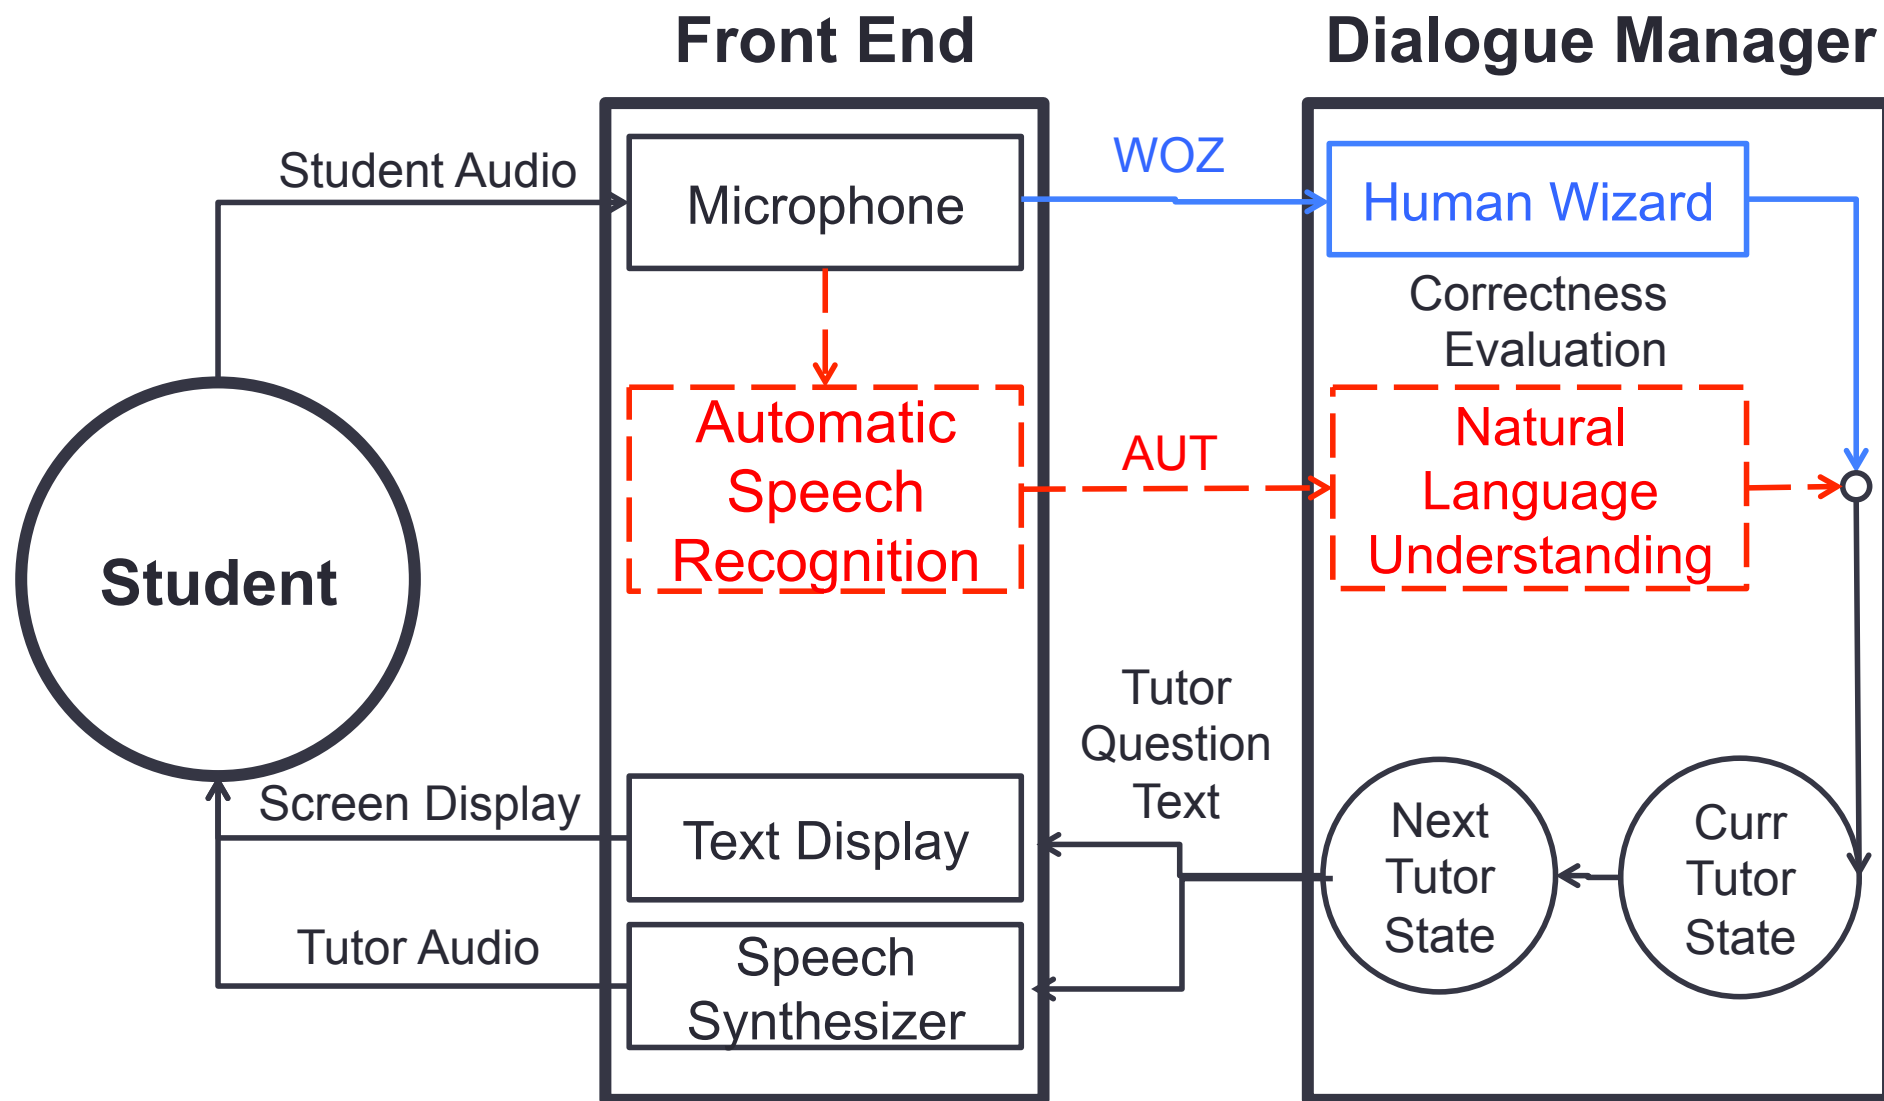 Front End
Dialogue Manager
Student Audio
Microphone
WOZ
Human Wizard
Correctness
Evaluation
Automatic
Speech
Recognition
AUT
Natural
Language
Understanding
Student
Tutor
Question
Text
Screen Display
Text Display
Next
Tutor
State
Curr
Tutor
State
Tutor Audio
Speech
Synthesizer